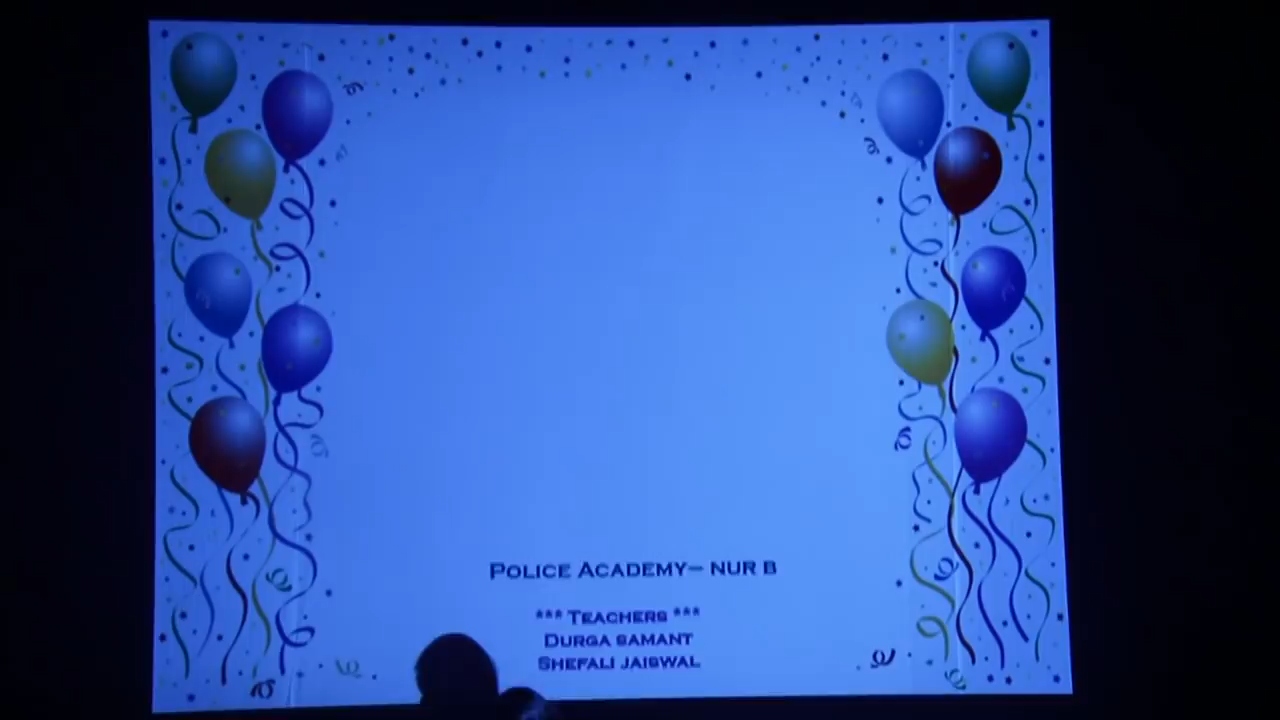 POLICE ACADEMY– NUR B
*** TEACHERS ***
DURGA SAMANT
SHEFALI JAISWAL